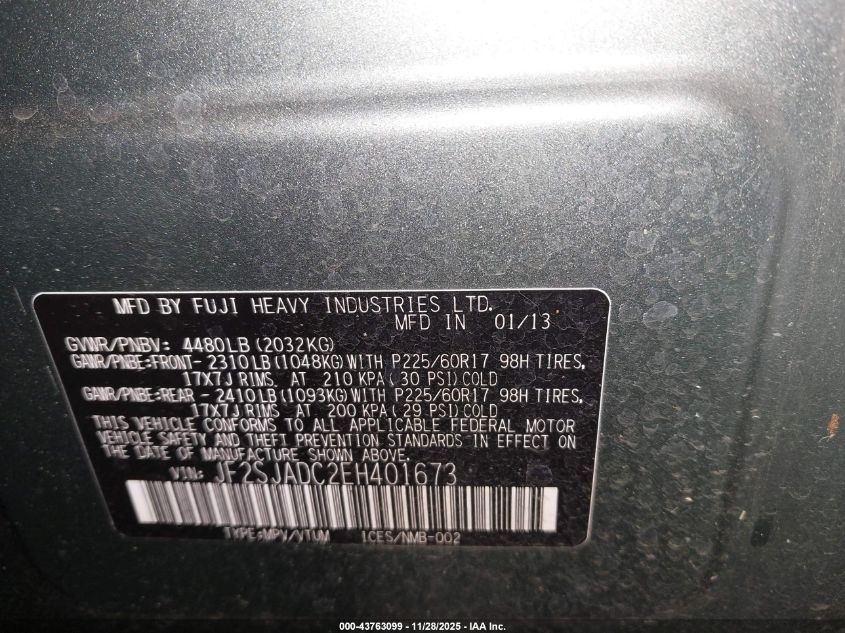 MFD BY FUJI HEAVY INDUSTRIES LTD.
MFD IN 01/13
GVWR/PNBV: 4480LB (2032KG)
GAWR/PNBE:FRONT- 2310LB (1048KG) WITH P225/60R17 98H TIRES,
17X7J RIMS, AT 210 KPA (30 PSI) COLD
GAWR/PNBE:REAR - 2410LB (1093KG) WITH P225/60R17 98H TIRES,
17X7J RIMS, AT 200 KPA (29 PSI) COLD
THIS VEHICLE CONFORMS TO ALL APPLICABLE FEDERAL MOTOR
VEHICLE SAFETY AND THEFT PREVENTION STANDARDS IN EFFECT ON
THE DATE OF MANUFACTURE SHOWN ABOVE.
VIN: JF2SJADC2EH401673
TYPE:MPV/VTUM ICES/NMB-002
000-43763099 - 11/28/2025 - IAA Inc.